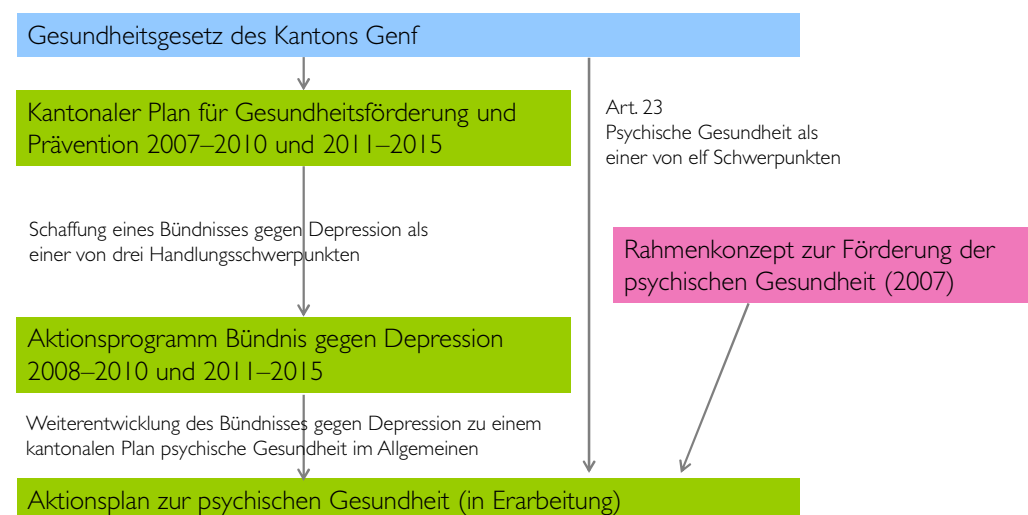 Gesundheitsgesetz des Kantons Genf
Kantonaler Plan für Gesundheitsförderung und
Prävention 2007–2010 und 2011–2015
Art. 23
Psychische Gesundheit als
einer von elf Schwerpunkten
Schaffung eines Bündnisses gegen Depression als
einer von drei Handlungsschwerpunkten
Rahmenkonzept zur Förderung der
psychischen Gesundheit (2007)
Aktionsprogramm Bündnis gegen Depression
2008–2010 und 2011–2015
Weiterentwicklung des Bündnisses gegen Depression zu einem
kantonalen Plan psychische Gesundheit im Allgemeinen
Aktionsplan zur psychischen Gesundheit (in Erarbeitung)